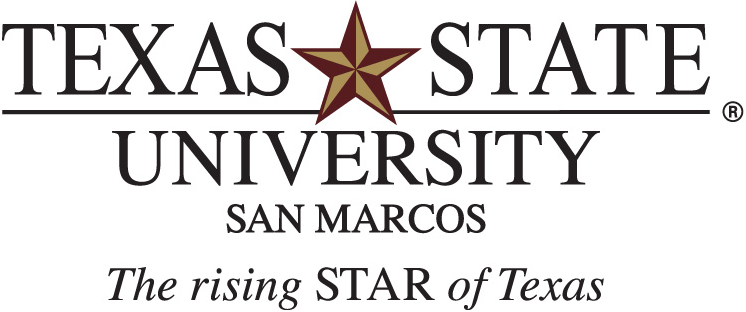 TEXAS STATE ®
UNIVERSITY
SAN MARCOS
The rising STAR of Texas